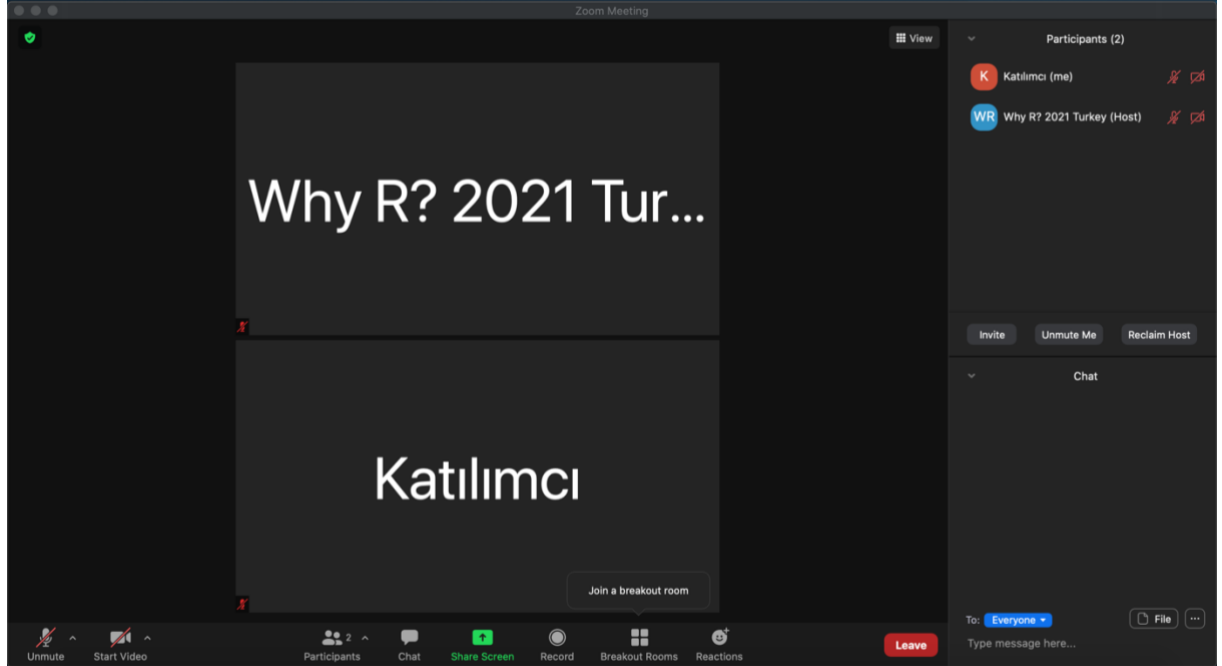 Zoom Meeting
View
Why R? 2021 Tur...
Katılımcı
Join a breakout room
Unmute
Start Video
2
Participants
Chat
Share Screen
Record
Breakout Rooms
Reactions
Leave
Participants (2)
K Katılımcı (me)
WR Why R? 2021 Turkey (Host)
Invite Unmute Me Reclaim Host
Chat
To: Everyone File ...
Type message here...